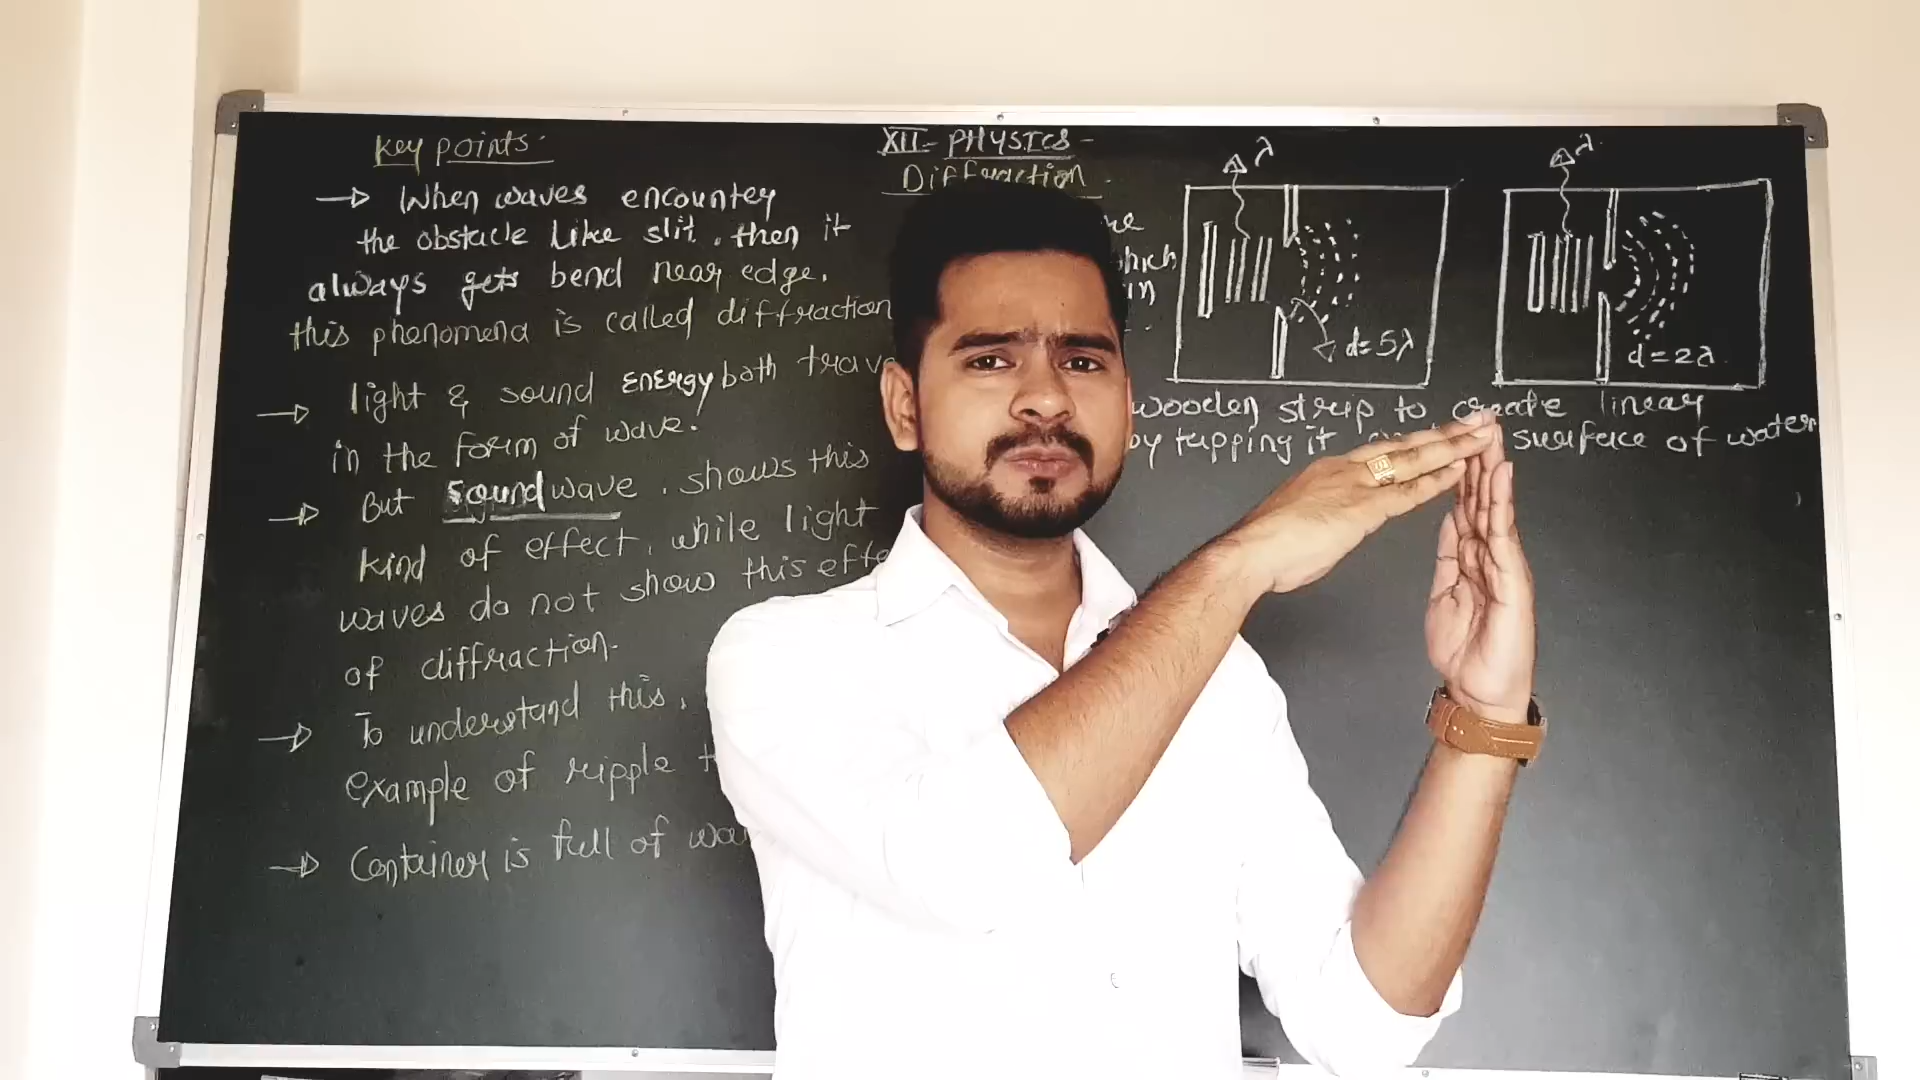 Key points:
→ When waves encounter
the obstacle like slit, then it
always gets bend near edge.
this phenomena is called diffraction
→ light & sound ENERGY both
in the form of wave.
→ But sound wave, shows this
kind of effect, while light
waves do not show this
of diffraction.
→ To understand this,
example of ripple
→ Container is full of
XII - PHYSICS -
Diffraction
λ
d = 5λ
λ
d = 2λ
wooden strip to create linear
by tapping it surface of water